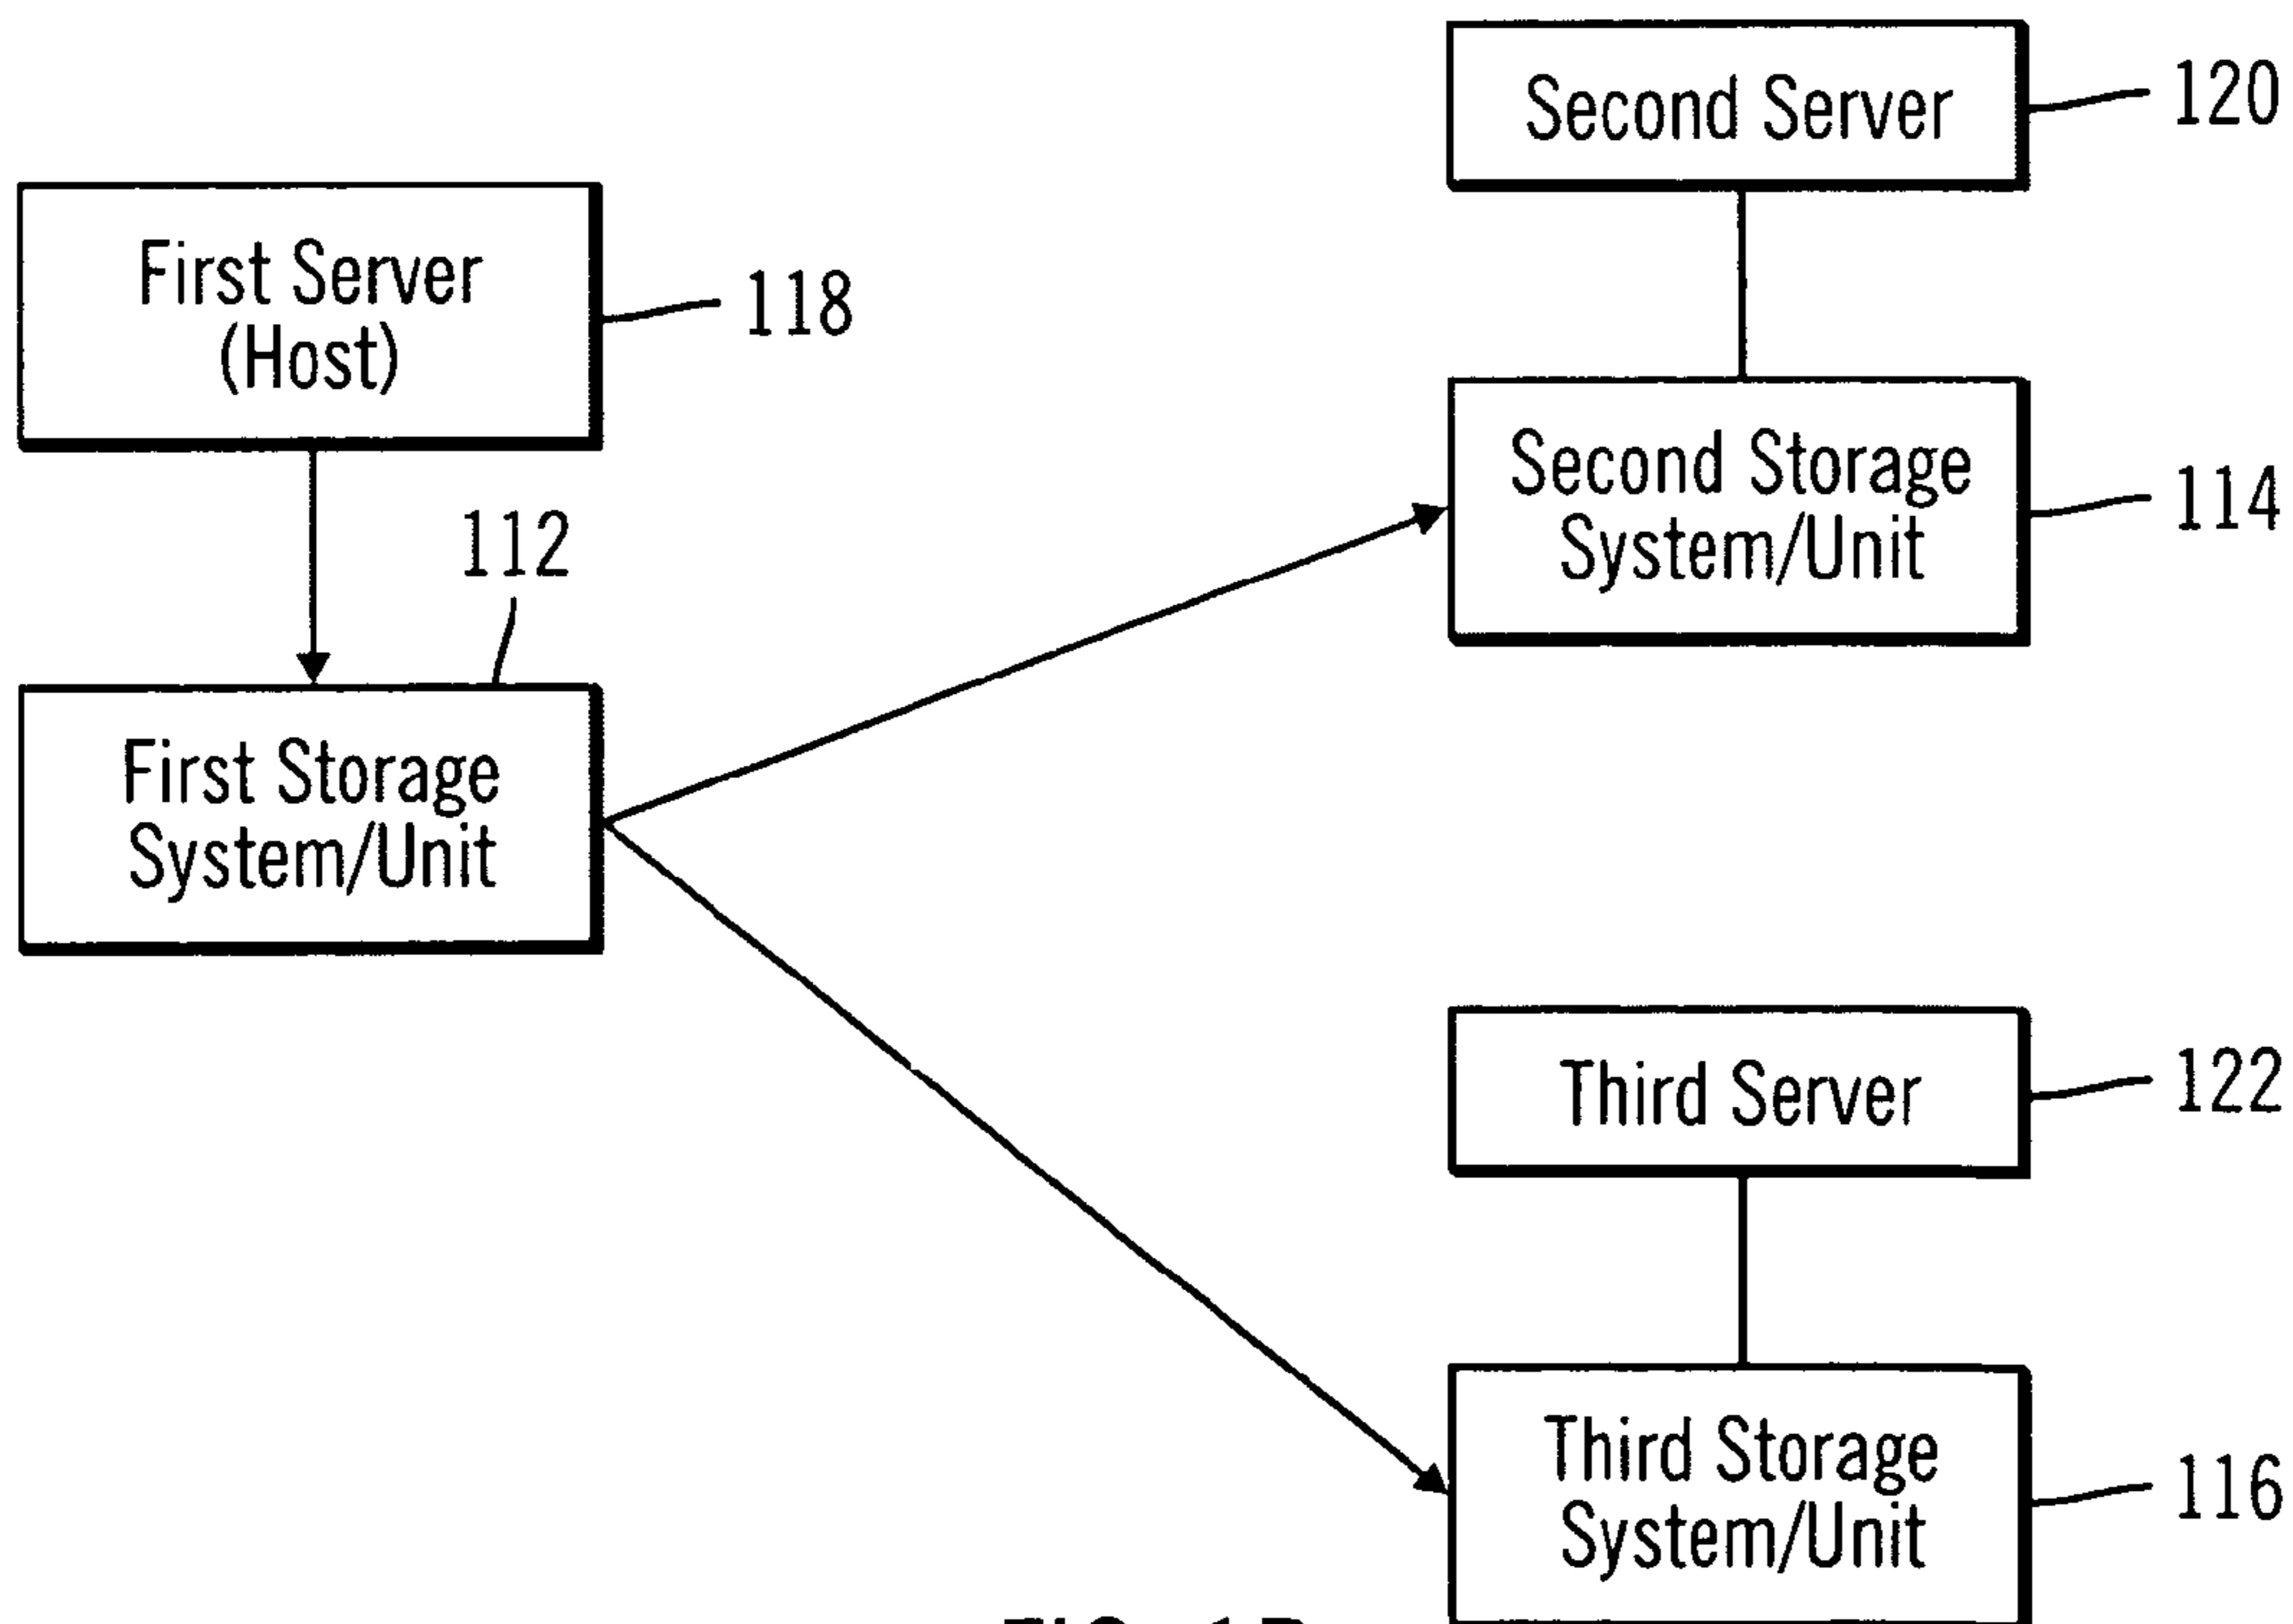 Second Server
120
First Server
(Host)
118
Second Storage
System/Unit
114
112
First Storage
System/Unit
Third Server
122
Third Storage
System/Unit
116